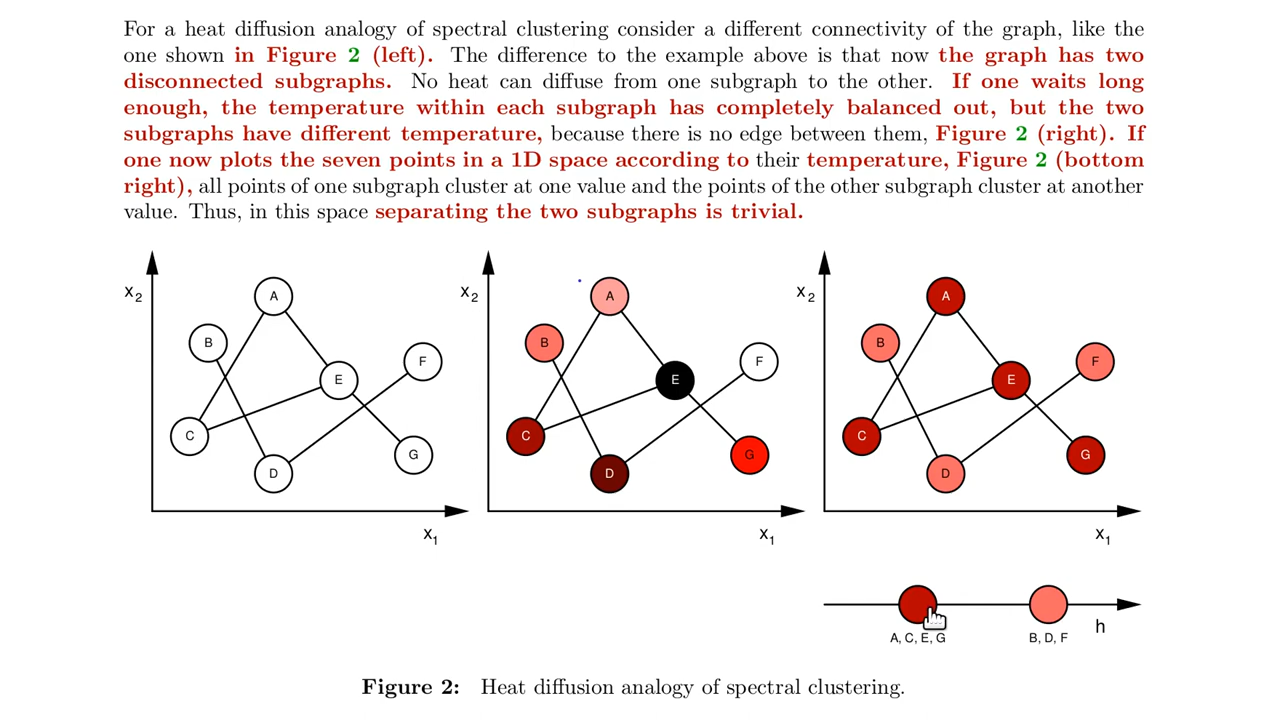 For a heat diffusion analogy of spectral clustering consider a different connectivity of the graph, like the
one shown in Figure 2 (left). The difference to the example above is that now the graph has two
disconnected subgraphs. No heat can diffuse from one subgraph to the other. If one waits long
enough, the temperature within each subgraph has completely balanced out, but the two
subgraphs have different temperature, because there is no edge between them, Figure 2 (right). If
one now plots the seven points in a 1D space according to their temperature, Figure 2 (bottom
right), all points of one subgraph cluster at one value and the points of the other subgraph cluster at another
value. Thus, in this space separating the two subgraphs is trivial.
x2
A
B
F
E
C
G
D
x1
x2
A
B
F
E
C
G
D
x1
x2
A
B
F
E
C
G
D
x1
h
A, C, E, G
B, D, F
Figure 2: Heat diffusion analogy of spectral clustering.